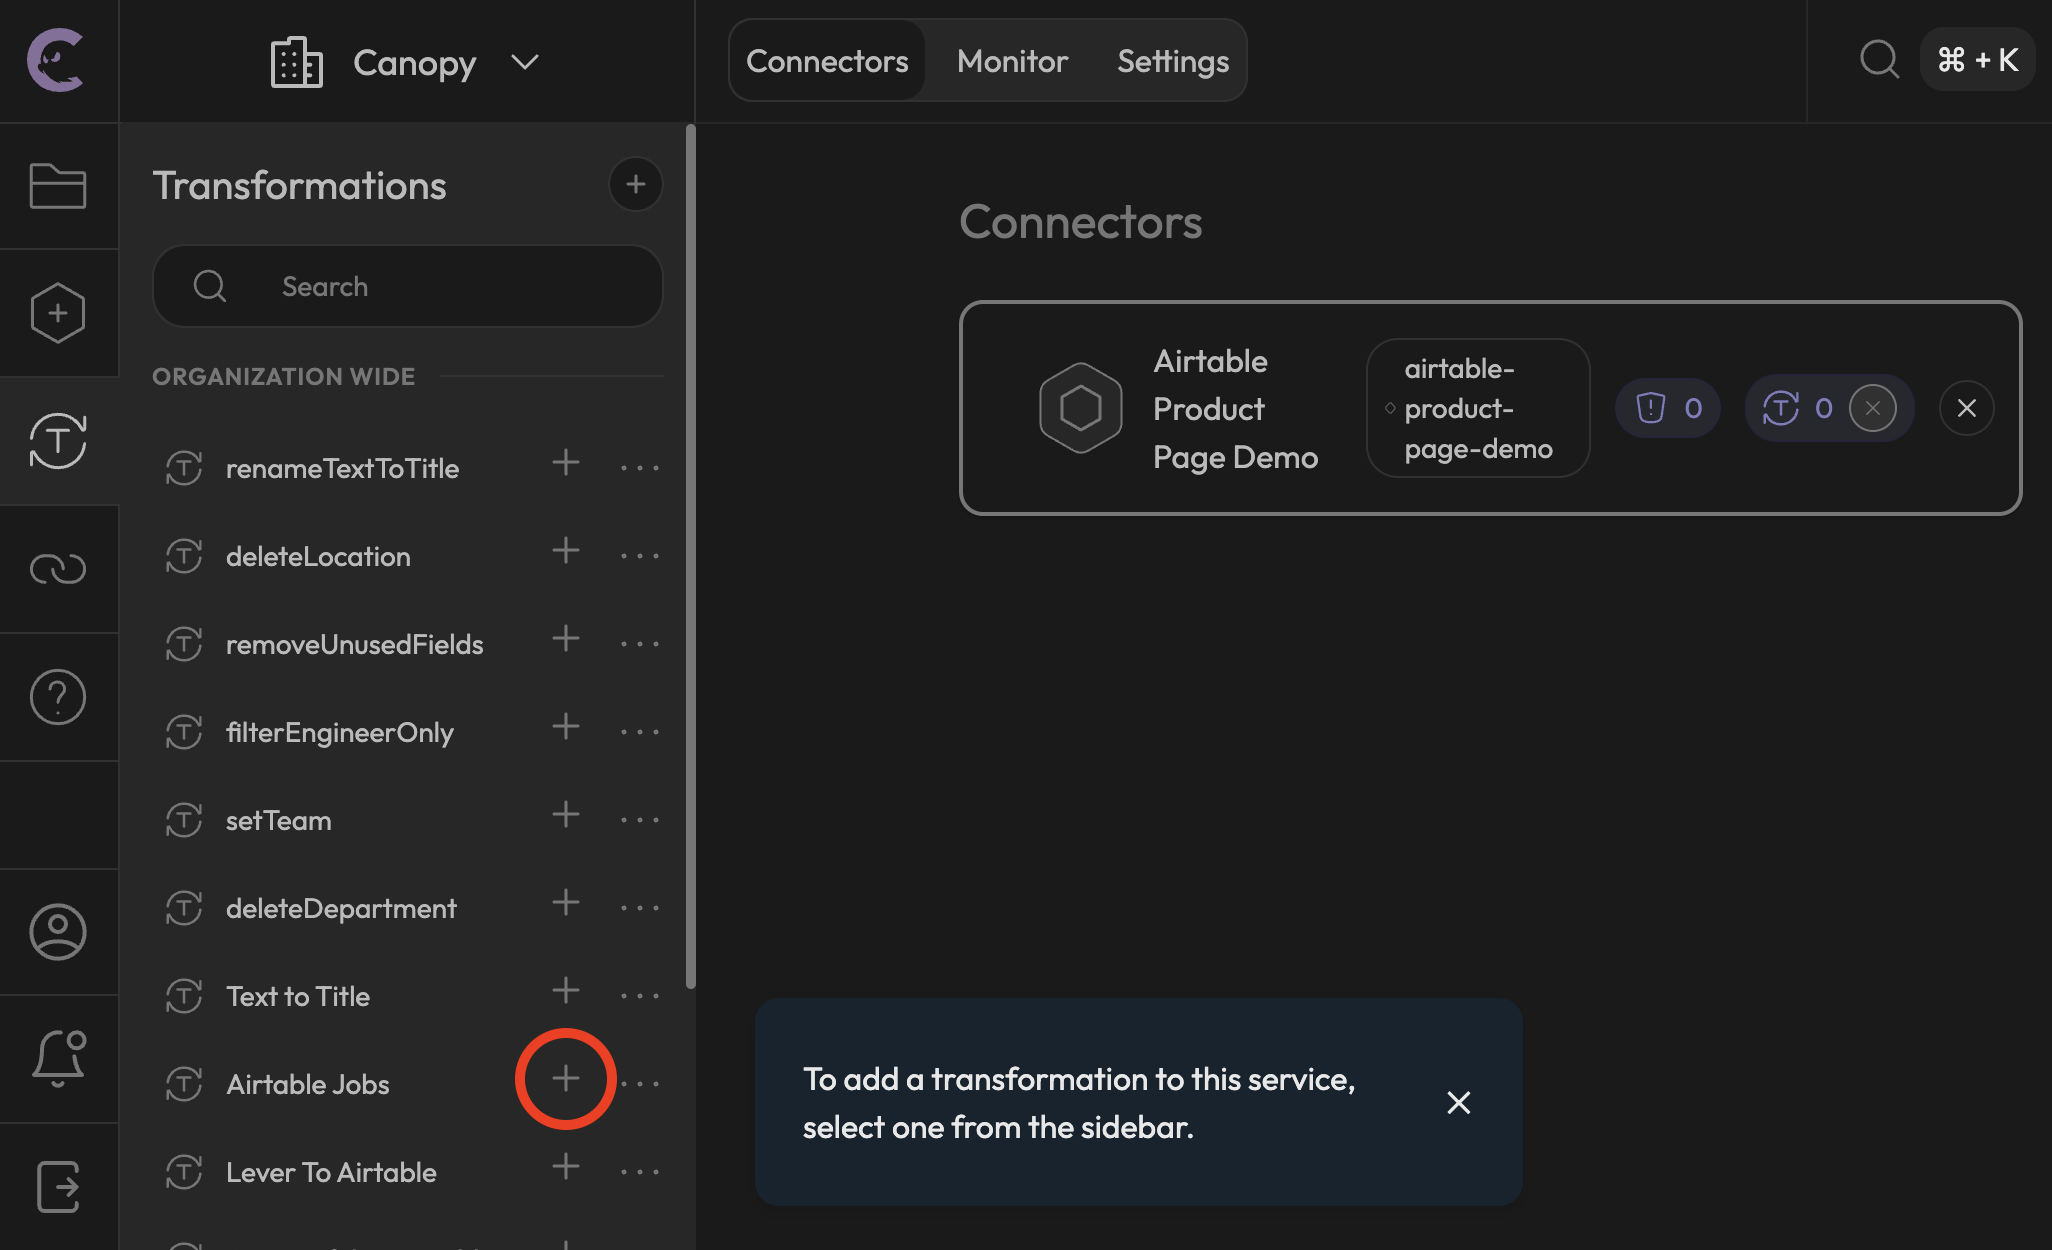 Canopy
Connectors
Monitor
Settings
⌘ + K
Transformations
Search
ORGANIZATION WIDE
renameTextToTitle
deleteLocation
removeUnusedFields
filterEngineerOnly
setTeam
deleteDepartment
Text to Title
Airtable Jobs
Lever To Airtable
Connectors
Airtable
Product
Page Demo
airtable-
product-
page-demo
0
0
To add a transformation to this service,
select one from the sidebar.